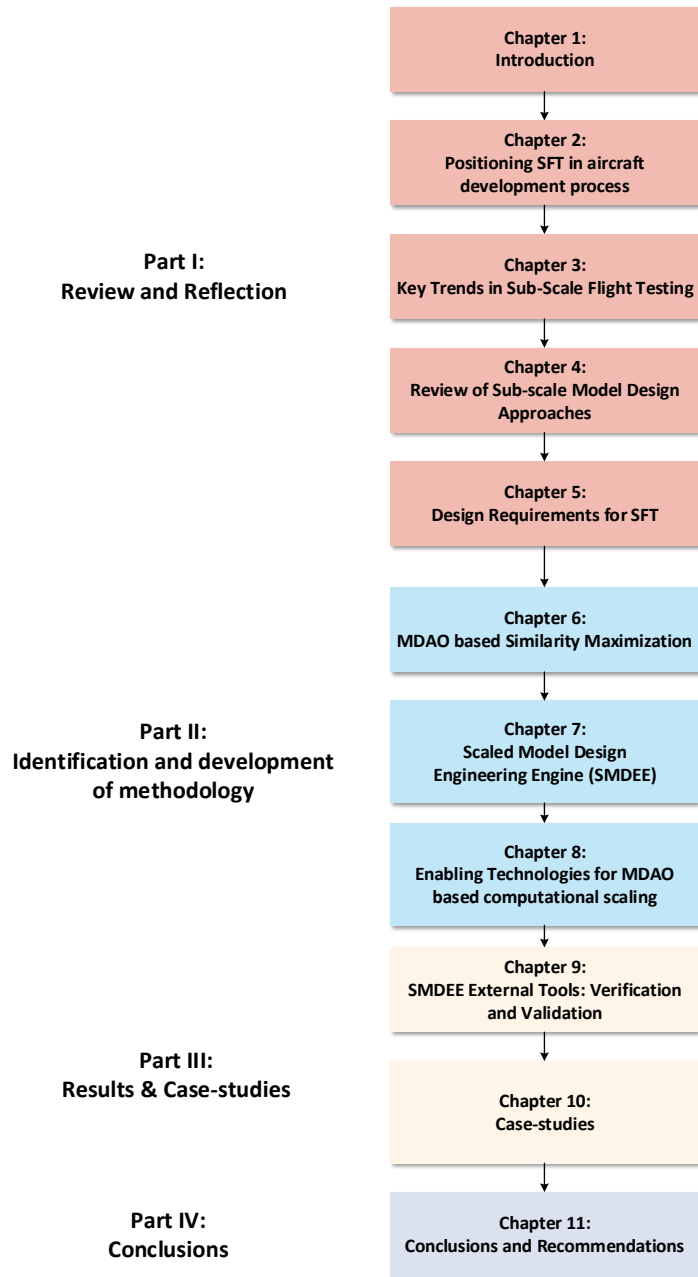 Chapter 1:
Introduction
Chapter 2:
Positioning SFT in aircraft
development process
Part I:
Review and Reflection
Chapter 3:
Key Trends in Sub-Scale Flight Testing
Chapter 4:
Review of Sub-scale Model Design
Approaches
Chapter 5:
Design Requirements for SFT
Chapter 6:
MDAO based Similarity Maximization
Part II:
Identification and development
of methodology
Chapter 7:
Scaled Model Design
Engineering Engine (SMDEE)
Chapter 8:
Enabling Technologies for MDAO
based computational scaling
Chapter 9:
SMDEE External Tools: Verification
and Validation
Part III:
Results & Case-studies
Chapter 10:
Case-studies
Part IV:
Conclusions
Chapter 11:
Conclusions and Recommendations